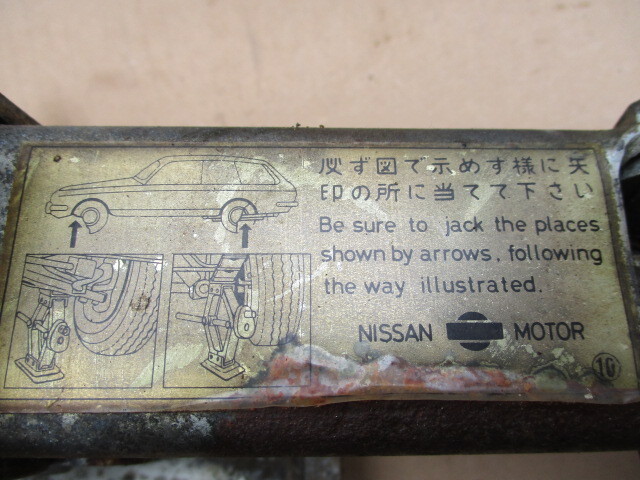 必ず図で示めす様に矢
印の所に当てて下さい
Be sure to jack the places
shown by arrows, following
the way illustrated.
NISSAN MOTOR
10